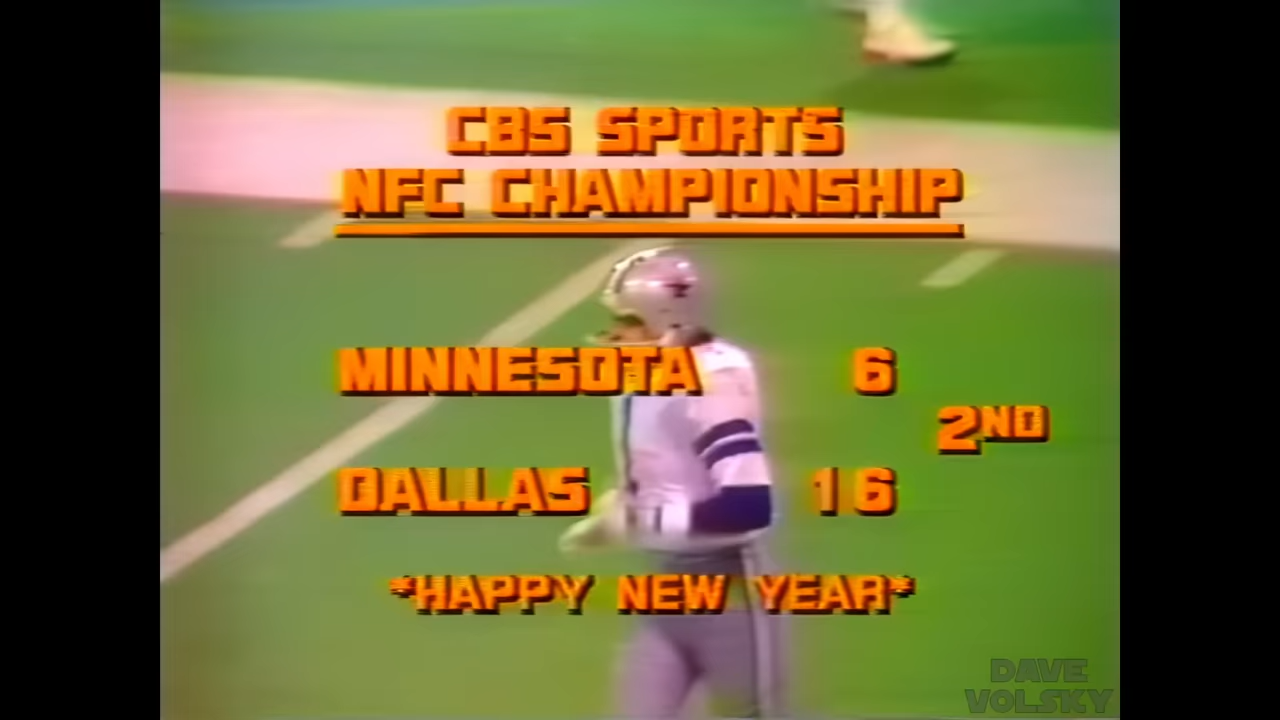 CBS SPORTS
NFC CHAMPIONSHIP
MINNESOTA 6
2ND
DALLAS 16
*HAPPY NEW YEAR*
DAVE
VOLSKY